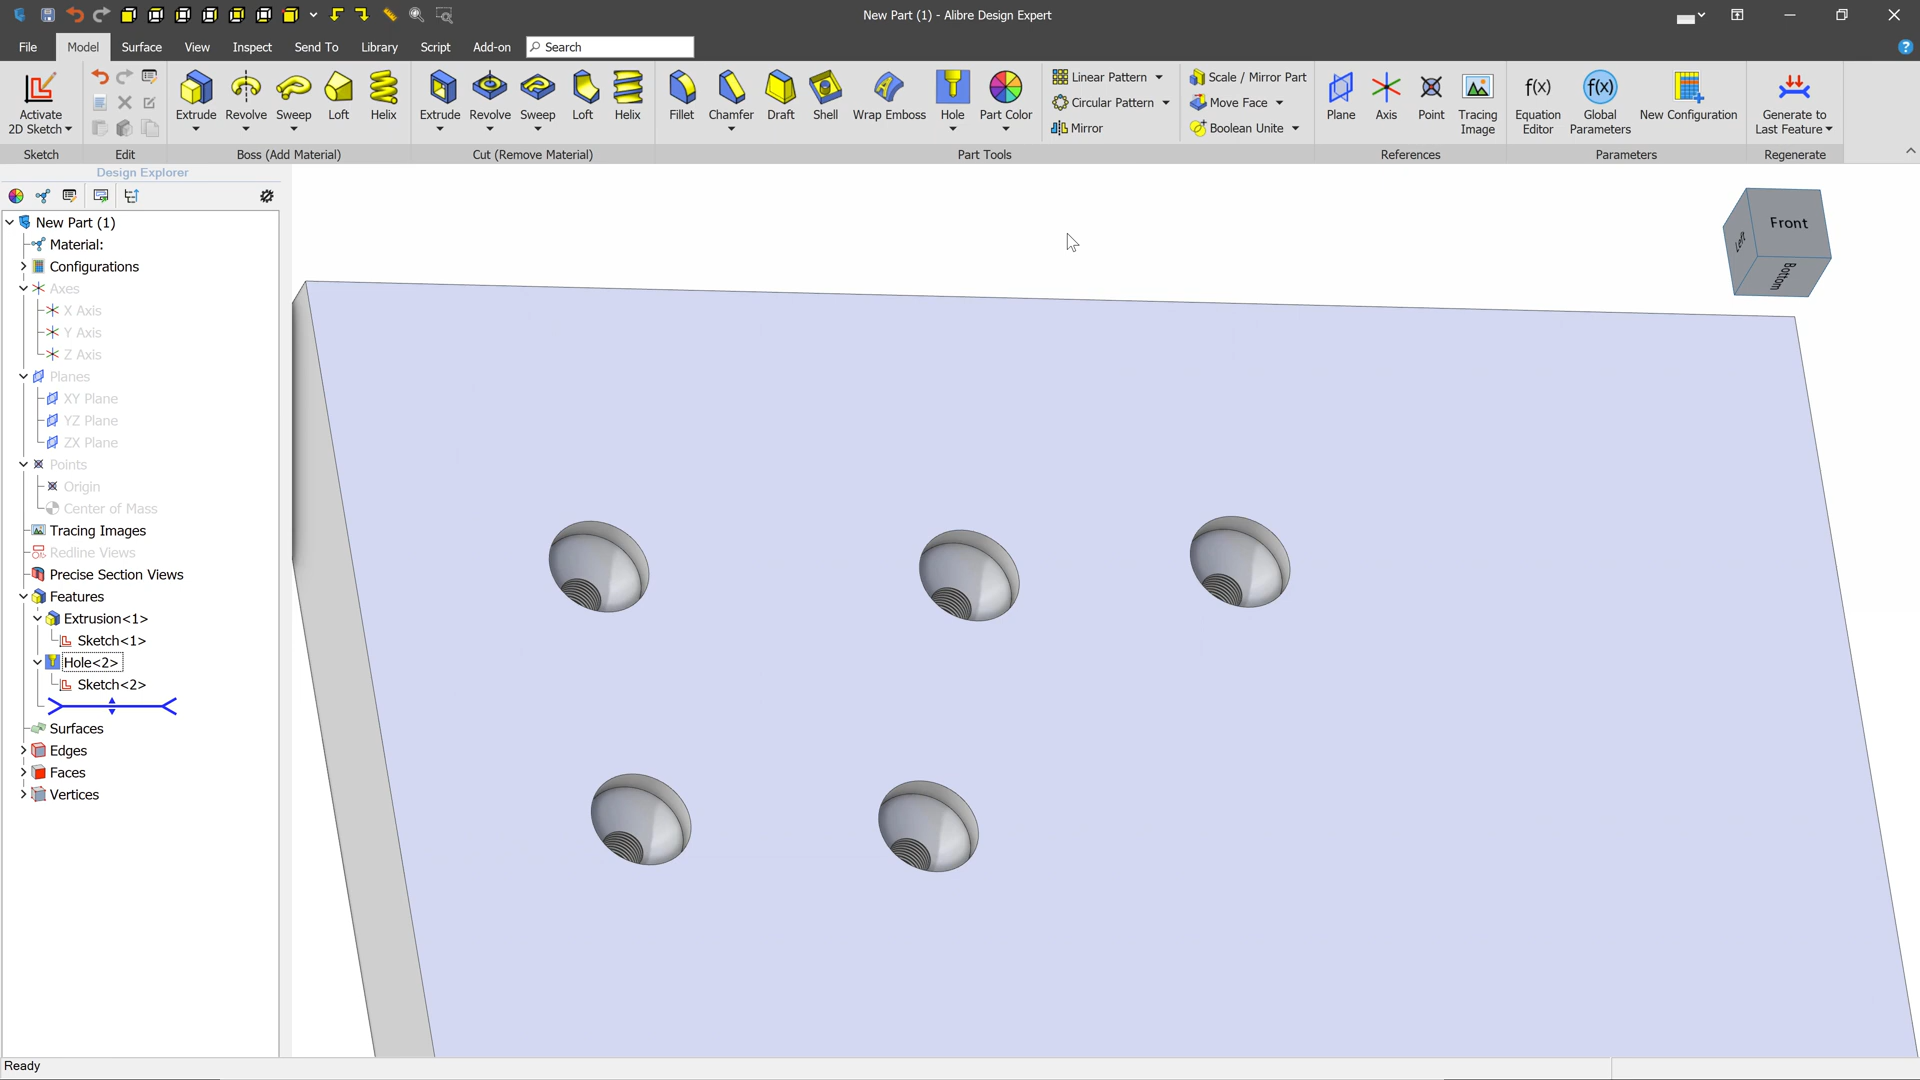 New Part (1) - Alibre Design Expert
File Model Surface View Inspect Send To Library Script Add-on Search
Activate 2D Sketch
Extrude Revolve Sweep Loft Helix
Extrude Revolve Sweep Loft Helix
Fillet Chamfer Draft Shell Wrap Emboss Hole Part Color
Linear Pattern
Circular Pattern
Mirror
Scale / Mirror Part
Move Face
Boolean Unite
Plane Axis Point Tracing Image
f(x) Equation Editor
f(x) Global Parameters
New Configuration
Generate to Last Feature
Sketch Edit Boss (Add Material) Cut (Remove Material) Part Tools References Parameters Regenerate
Design Explorer
New Part (1)
Material:
Configurations
Axes
X Axis
Y Axis
Z Axis
Planes
XY Plane
YZ Plane
ZX Plane
Points
Origin
Center of Mass
Tracing Images
Redline Views
Precise Section Views
Features
Extrusion<1>
Sketch<1>
Hole<2>
Sketch<2>
Surfaces
Edges
Faces
Vertices
Front
Left
Bottom
Ready